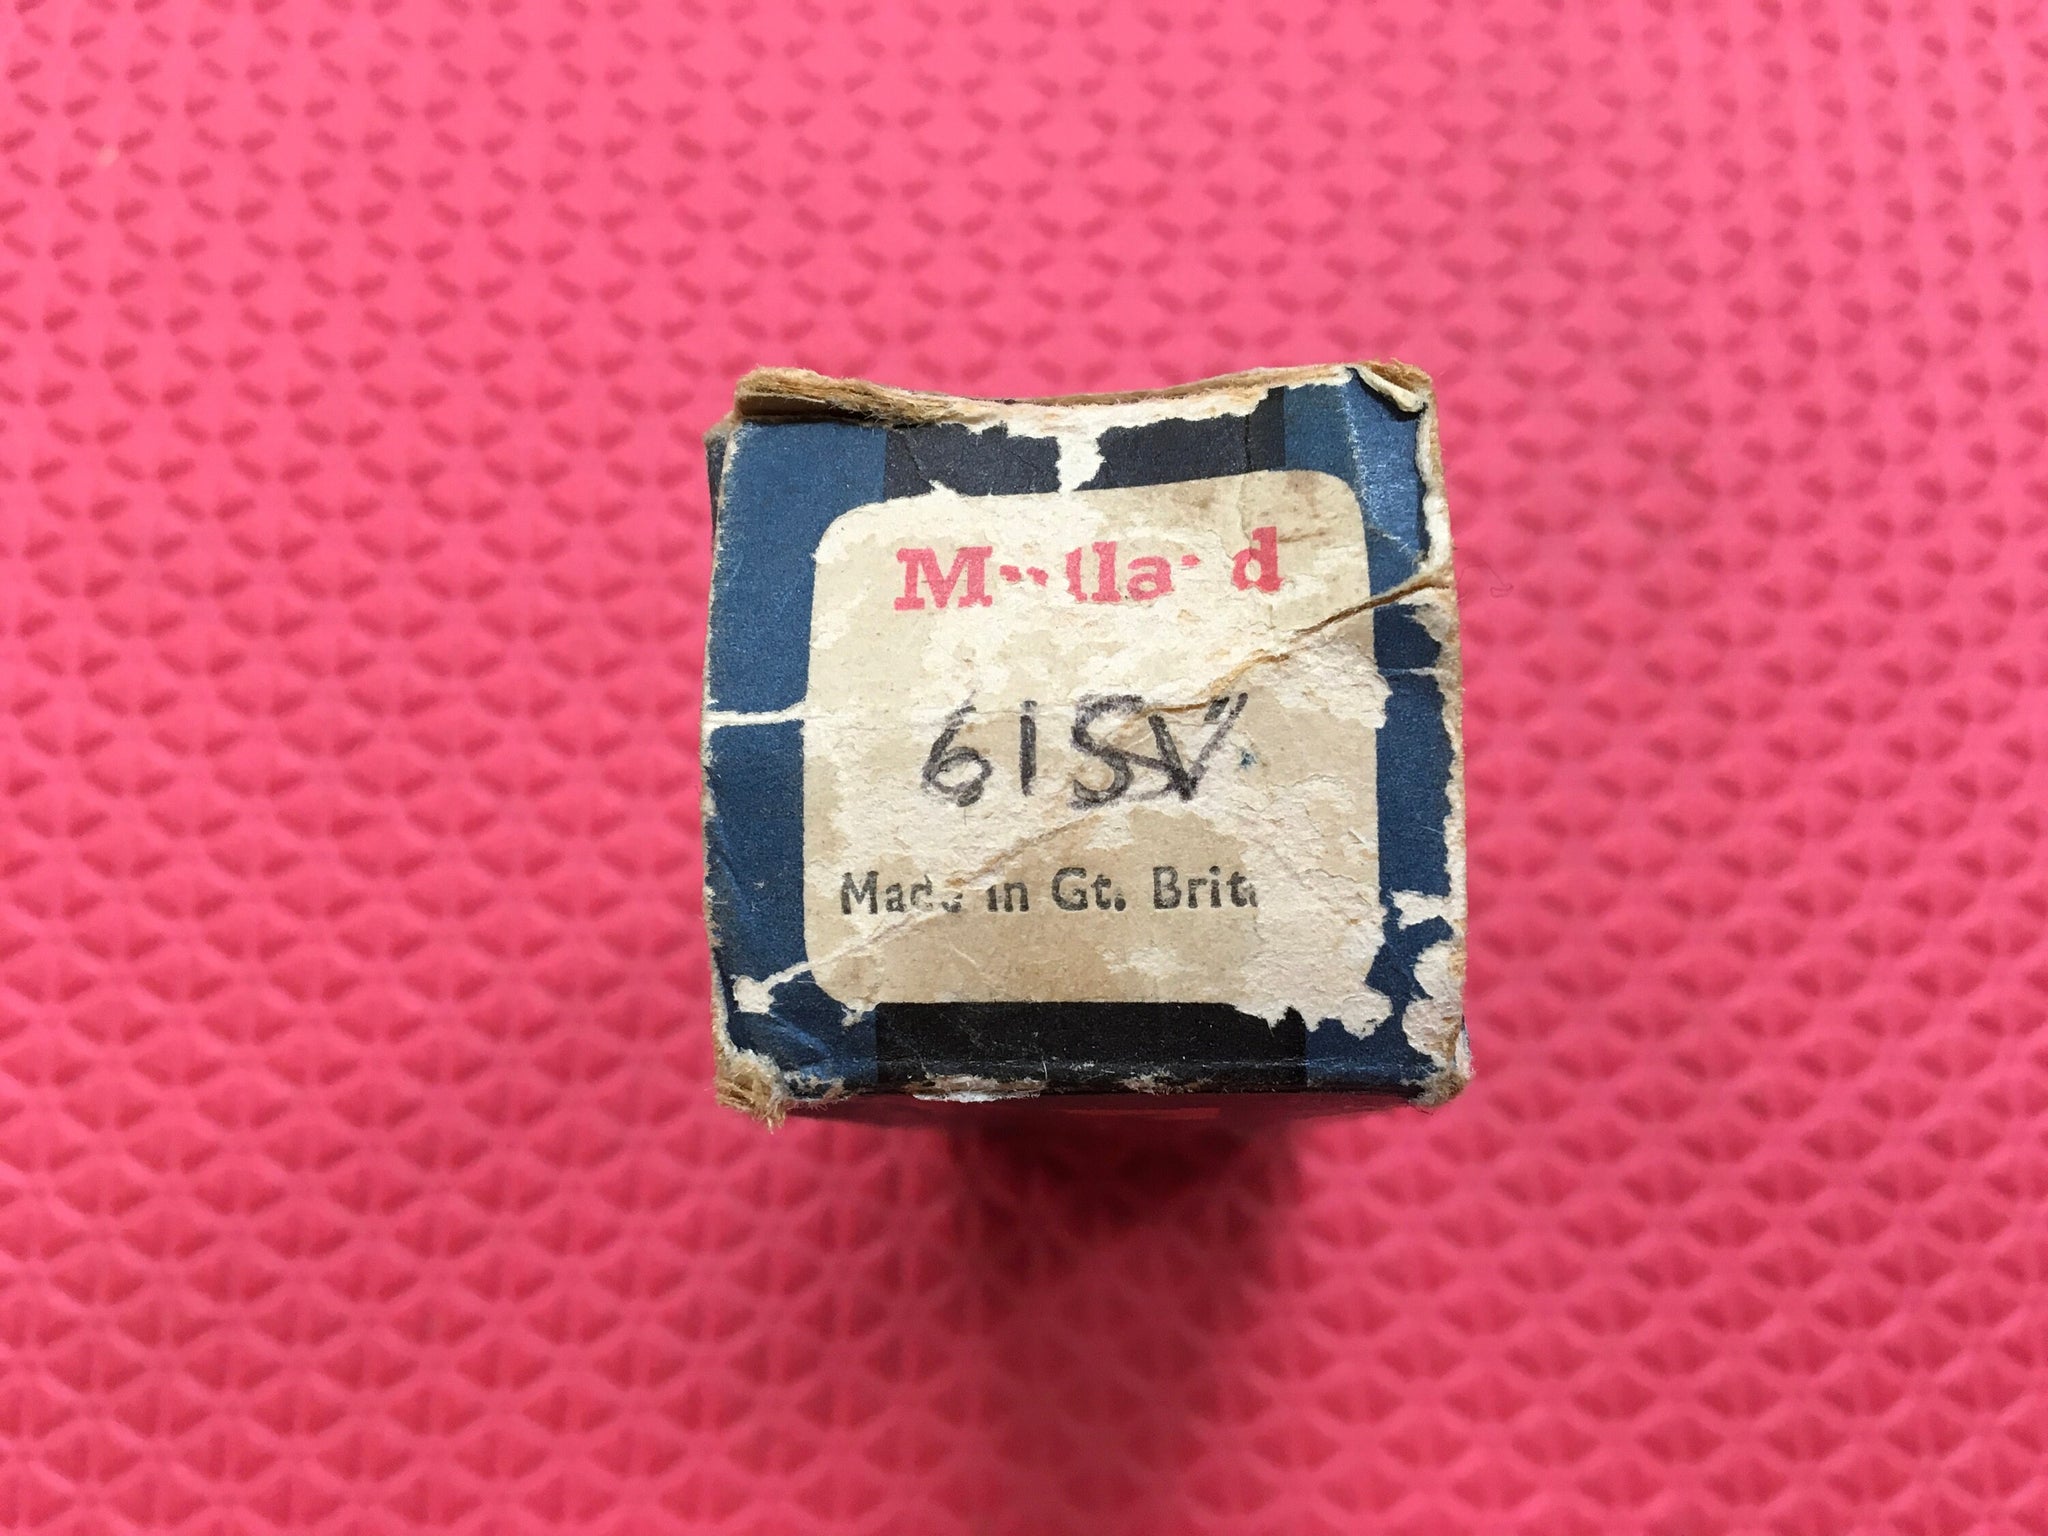 Mullard
61SV
Made in Gt. Brit